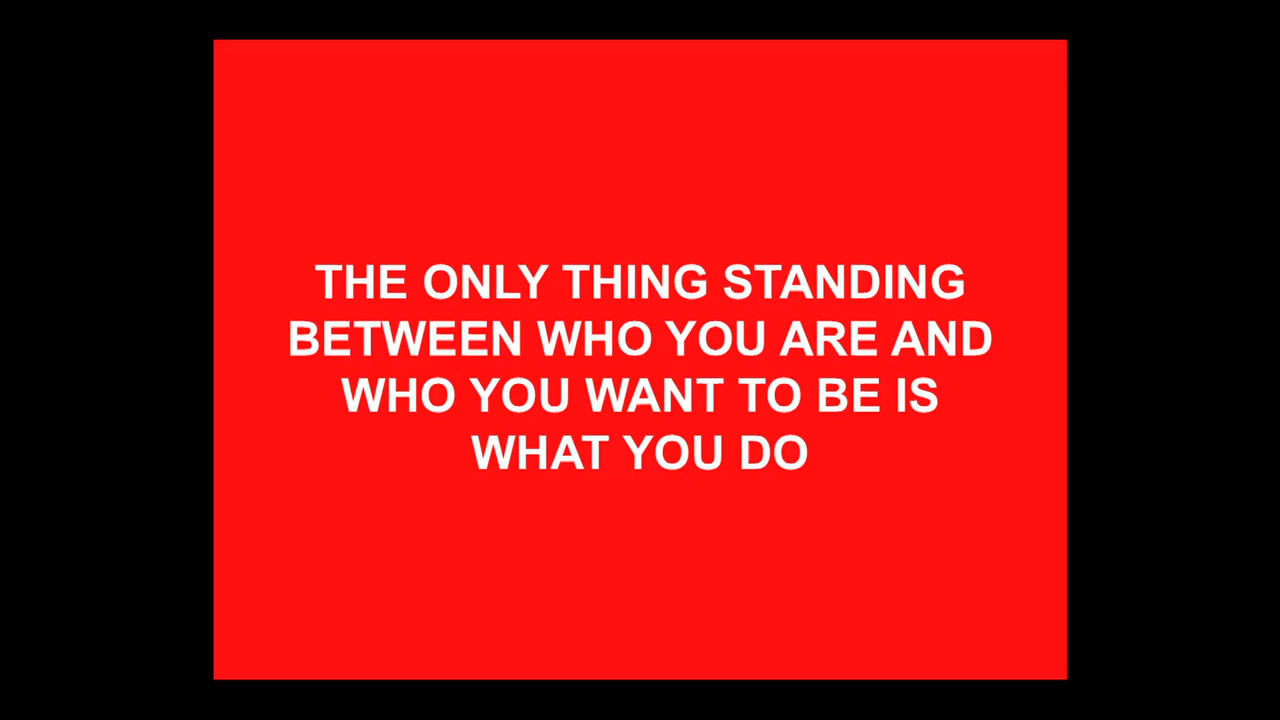 THE ONLY THING STANDING
BETWEEN WHO YOU ARE AND
WHO YOU WANT TO BE IS
WHAT YOU DO